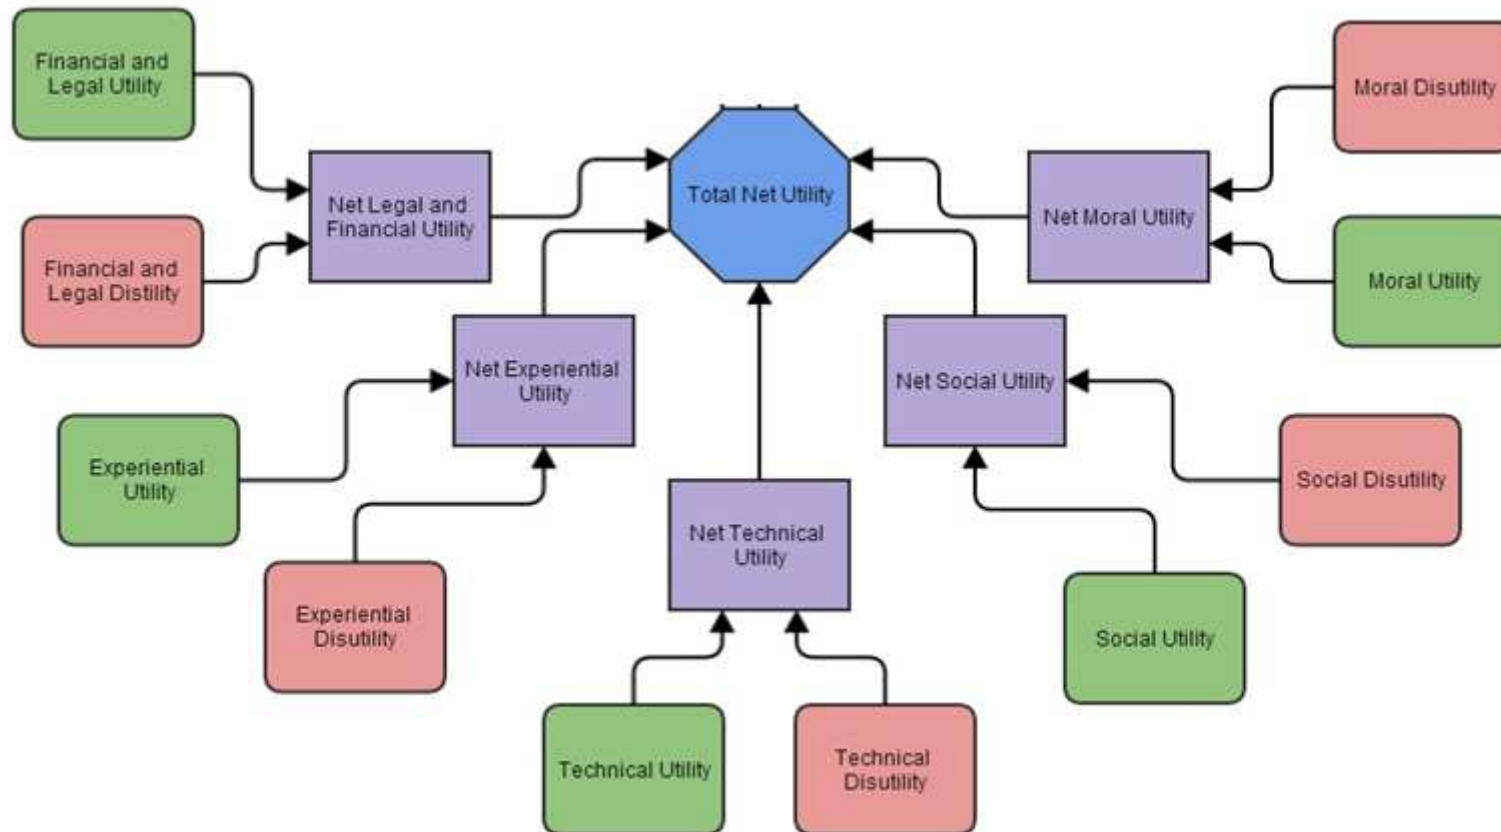 Financial and
Legal Utility
Moral Disutility
Total Net Utility
Net Legal and
Financial Utility
Net Moral Utility
Financial and
Legal Distility
Moral Utility
Net Experiential
Utility
Net Social Utility
Experiential
Utility
Social Disutility
Net Technical
Utility
Experiential
Disutility
Social Utility
Technical Utility
Technical
Disutility